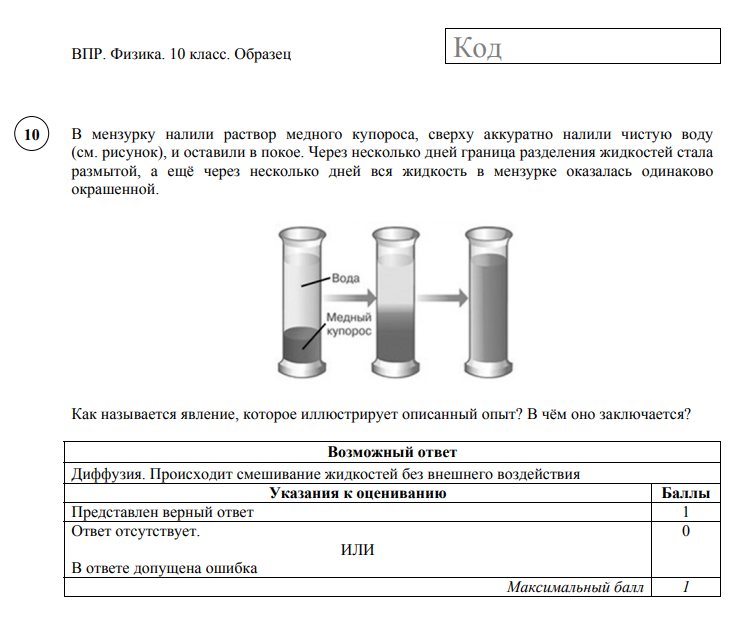 ВПР. Физика. 10 класс. Образец
Код
10
В мензурку налили раствор медного купороса, сверху аккуратно налили чистую воду
(см. рисунок), и оставили в покое. Через несколько дней граница разделения жидкостей стала
размытой, а ещё через несколько дней вся жидкость в мензурке оказалась одинаково
окрашенной.
Вода
Медный
купорос
Как называется явление, которое иллюстрирует описанный опыт? В чём оно заключается?
Возможный ответ
Диффузия. Происходит смешивание жидкостей без внешнего воздействия
Указания к оцениванию Баллы
Представлен верный ответ 1
Ответ отсутствует. 0
ИЛИ
В ответе допущена ошибка
Максимальный балл 1